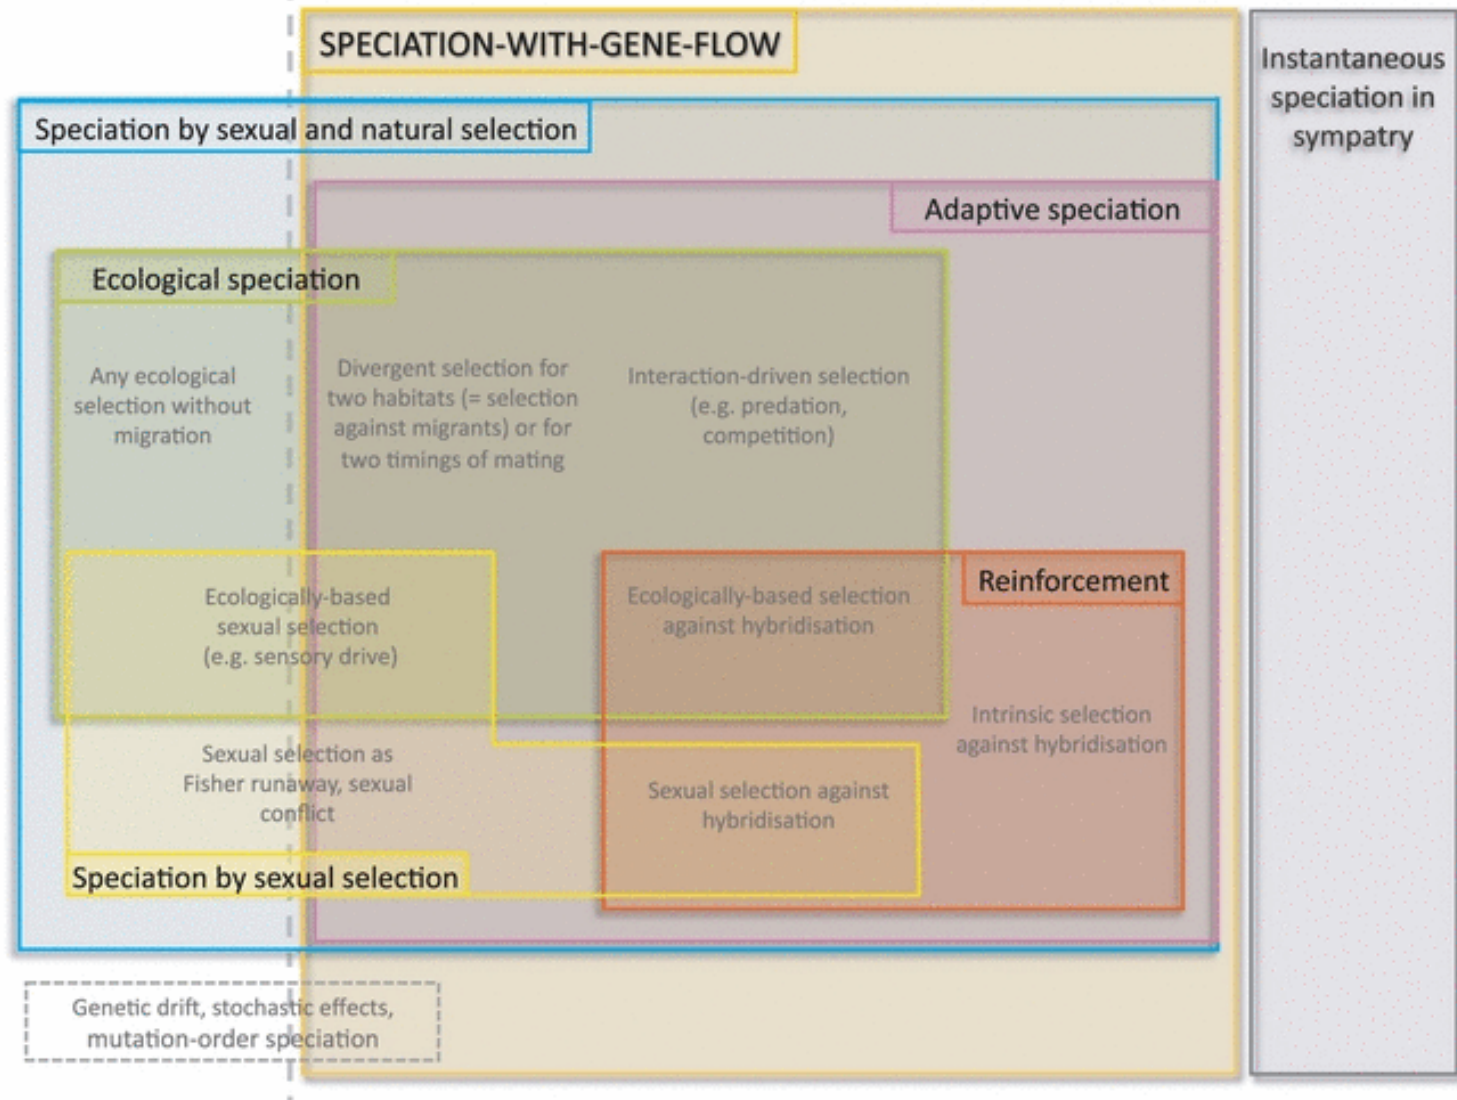 SPECIATION-WITH-GENE-FLOW
Instantaneous
speciation in
sympatry
Speciation by sexual and natural selection
Adaptive speciation
Ecological speciation
Any ecological
selection without
migration
Divergent selection for
two habitats (= selection
against migrants) or for
two timings of mating
Interaction-driven selection
(e.g. predation,
competition)
Ecologically-based
sexual selection
(e.g. sensory drive)
Ecologically-based selection
against hybridisation
Reinforcement
Intrinsic selection
against hybridisation
Sexual selection as
Fisher runaway, sexual
conflict
Sexual selection against
hybridisation
Speciation by sexual selection
Genetic drift, stochastic effects,
mutation-order speciation